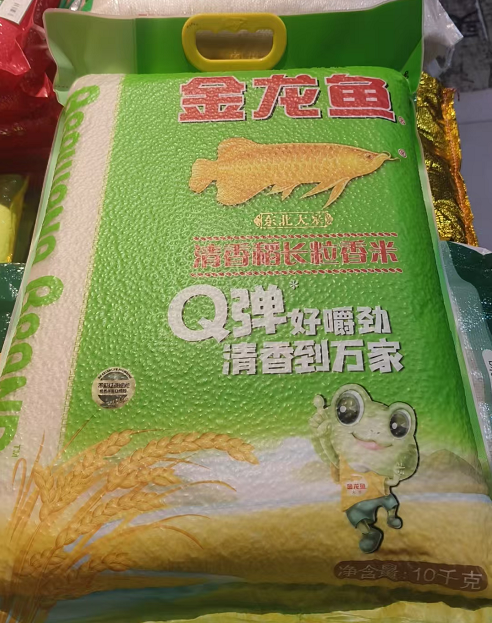 金龙鱼
东北大米
清香稻长粒香米
Q弹*好嚼劲
清香到万家
净含量:10千克